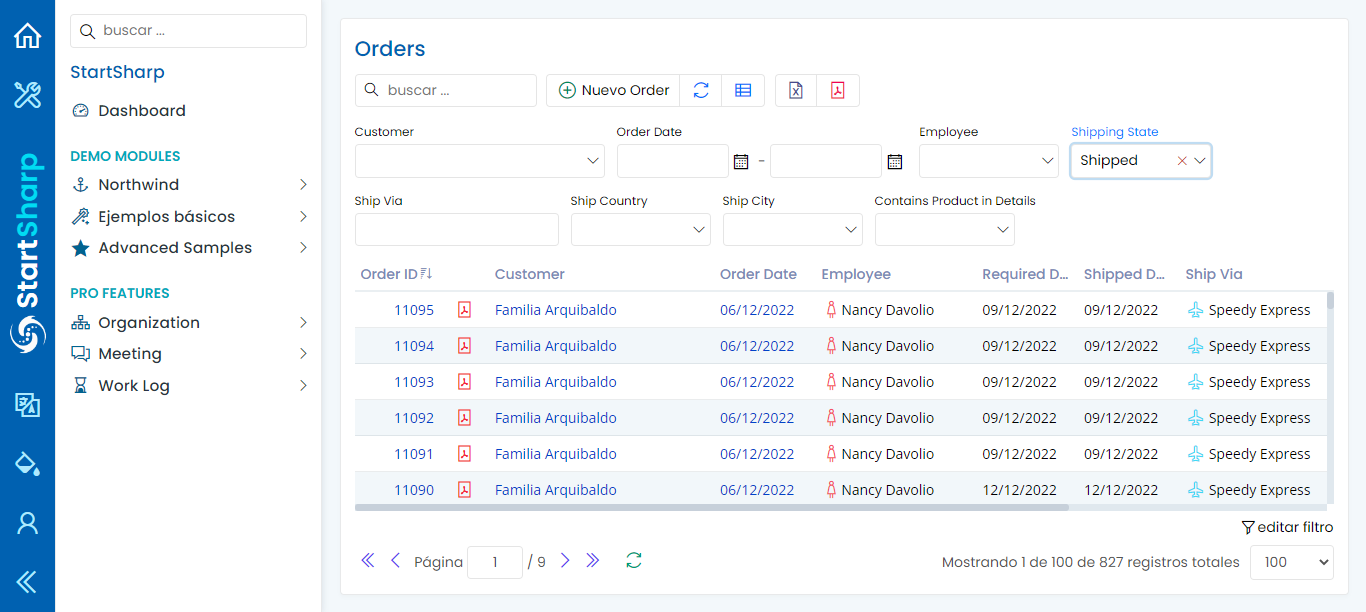 buscar ...
StartSharp
Dashboard
DEMO MODULES
Northwind
Ejemplos básicos
Advanced Samples
PRO FEATURES
Organization
Meeting
Work Log
StartSharp
Orders
buscar ... Nuevo Order
Customer Order Date Employee Shipping State
- Shipped
Ship Via Ship Country Ship City Contains Product in Details
Order ID Customer Order Date Employee Required D... Shipped D... Ship Via
11095 Familia Arquibaldo 06/12/2022 Nancy Davolio 09/12/2022 09/12/2022 Speedy Express
11094 Familia Arquibaldo 06/12/2022 Nancy Davolio 09/12/2022 09/12/2022 Speedy Express
11093 Familia Arquibaldo 06/12/2022 Nancy Davolio 09/12/2022 09/12/2022 Speedy Express
11092 Familia Arquibaldo 06/12/2022 Nancy Davolio 09/12/2022 09/12/2022 Speedy Express
11091 Familia Arquibaldo 06/12/2022 Nancy Davolio 09/12/2022 09/12/2022 Speedy Express
11090 Familia Arquibaldo 06/12/2022 Nancy Davolio 12/12/2022 12/12/2022 Speedy Express
editar filtro
Página 1 / 9 Mostrando 1 de 100 de 827 registros totales 100